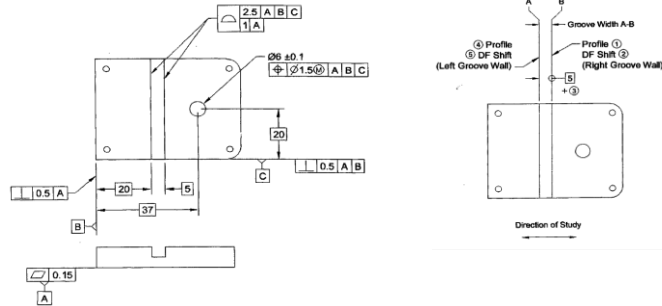 2.5 A B C
1 A
Ø6 ±0.1
⌖ Ø1.5Ⓜ A B C
20
⟂ 0.5 A B
C
⟂ 0.5 A
20
5
37
B
⏥ 0.15
A
A B
Groove Width A-B
④ Profile
⑤ DF Shift
(Left Groove Wall)
Profile ①
DF Shift ②
(Right Groove Wall)
5
+ ③
Direction of Study